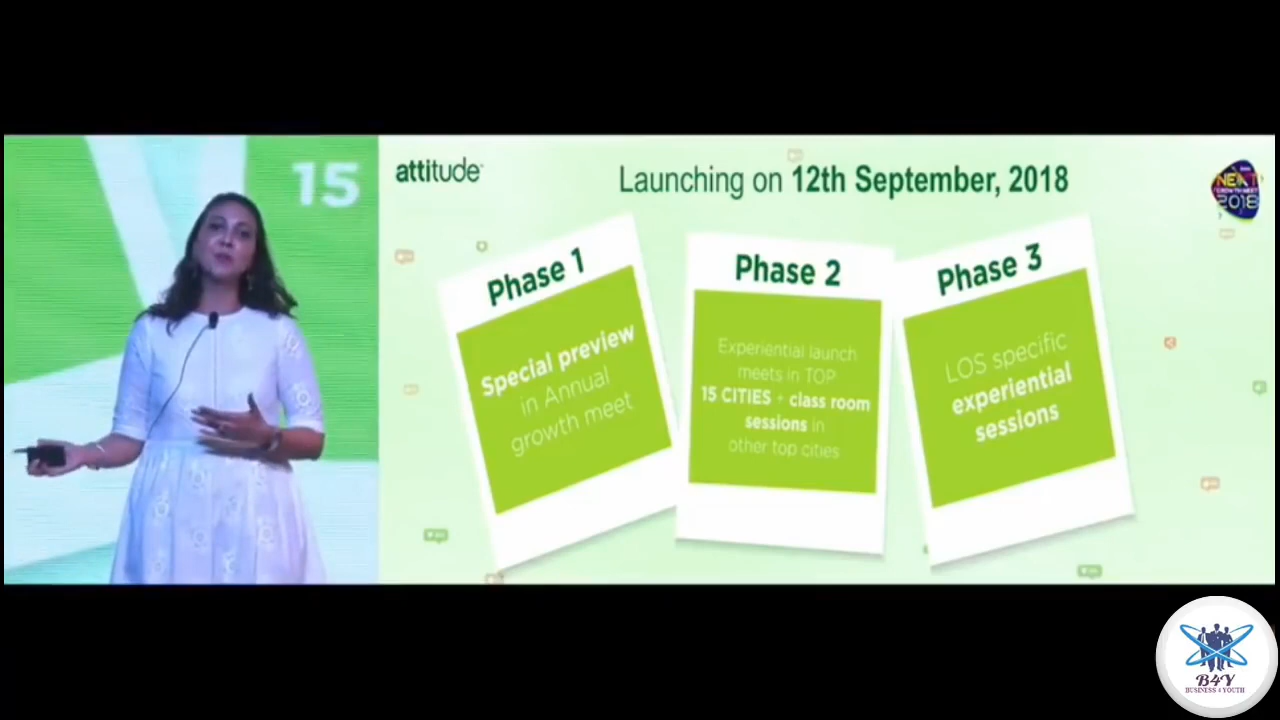 15
attitude
Launching on 12th September, 2018
NEXT
GROWTH MEET
2018
Phase 1
Special preview
in Annual
growth meet
Phase 2
Experiential launch
meets in TOP
15 CITIES + class room
sessions in
other top cities
Phase 3
LOS specific
experiential
sessions
B4Y
BUSINESS 4 YOUTH